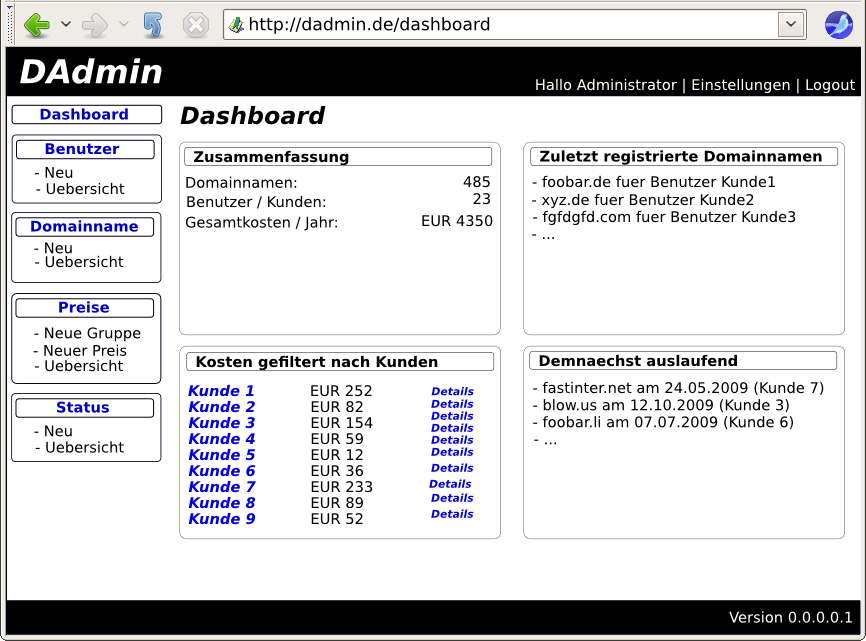 http://dadmin.de/dashboard
DAdmin
Hallo Administrator | Einstellungen | Logout
Dashboard
Benutzer
- Neu
- Uebersicht
Domainname
- Neu
- Uebersicht
Preise
- Neue Gruppe
- Neuer Preis
- Uebersicht
Status
- Neu
- Uebersicht
Dashboard
Zusammenfassung
Domainnamen: 485
Benutzer / Kunden: 23
Gesamtkosten / Jahr: EUR 4350
Zuletzt registrierte Domainnamen
- foobar.de fuer Benutzer Kunde1
- xyz.de fuer Benutzer Kunde2
- fgfdgfd.com fuer Benutzer Kunde3
- ...
Kosten gefiltert nach Kunden
Kunde 1 EUR 252 Details
Kunde 2 EUR 82 Details
Kunde 3 EUR 154 Details
Details
Kunde 4 EUR 59 Details
Kunde 5 EUR 12 Details
Kunde 6 EUR 36 Details
Kunde 7 EUR 233 Details
Kunde 8 EUR 89 Details
Kunde 9 EUR 52 Details
Demnaechst auslaufend
- fastinter.net am 24.05.2009 (Kunde 7)
- blow.us am 12.10.2009 (Kunde 3)
- foobar.li am 07.07.2009 (Kunde 6)
- ...
Version 0.0.0.0.1